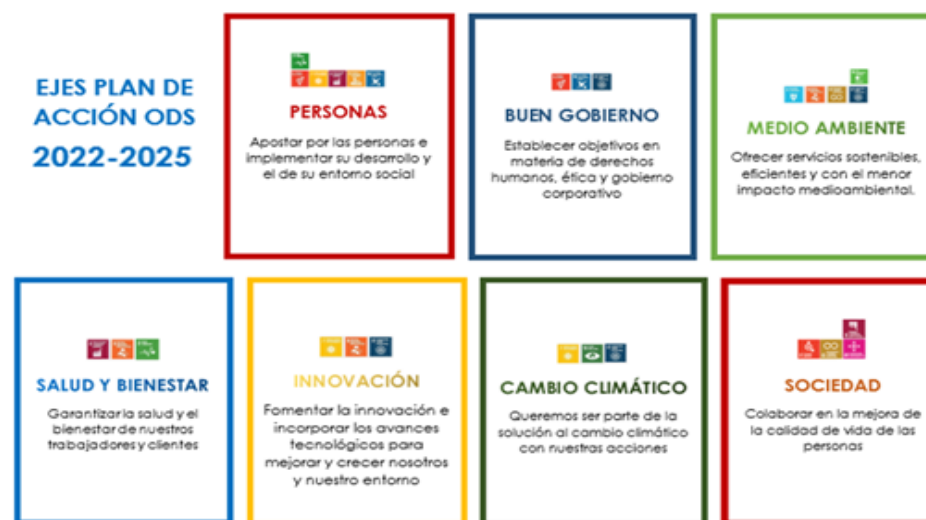 EJES PLAN DE
ACCIÓN ODS
2022-2025
PERSONAS
Apostar por las personas e
implementar su desarrollo y
el de su entorno social
BUEN GOBIERNO
Establecer objetivos en
materia de derechos
humanos, ética y gobierno
corporativo
MEDIO AMBIENTE
Ofrecer servicios sostenibles,
eficientes y con el menor
impacto medioambiental.
SALUD Y BIENESTAR
Garantizar la salud y el
bienestar de nuestros
trabajadores y clientes
INNOVACIÓN
Fomentar la innovación e
incorporar los avances
tecnológicos para
mejorar y crecer nosotros
y nuestro entorno
CAMBIO CLIMÁTICO
Queremos ser parte de la
solución al cambio climático
con nuestras acciones
SOCIEDAD
Colaborar en la mejora de
la calidad de vida de las
personas